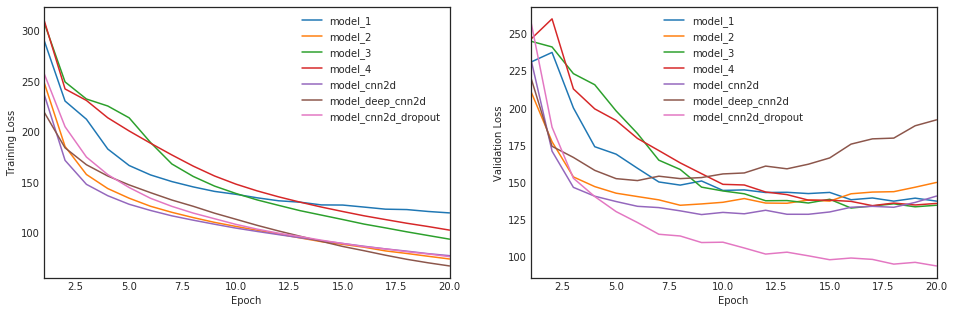 300
250
200
150
100
Training Loss
model_1
model_2
model_3
model_4
model_cnn2d
model_deep_cnn2d
model_cnn2d_dropout
2.5 5.0 7.5 10.0 12.5 15.0 17.5 20.0
Epoch
250
225
200
175
150
125
100
Validation Loss
model_1
model_2
model_3
model_4
model_cnn2d
model_deep_cnn2d
model_cnn2d_dropout
2.5 5.0 7.5 10.0 12.5 15.0 17.5 20.0
Epoch